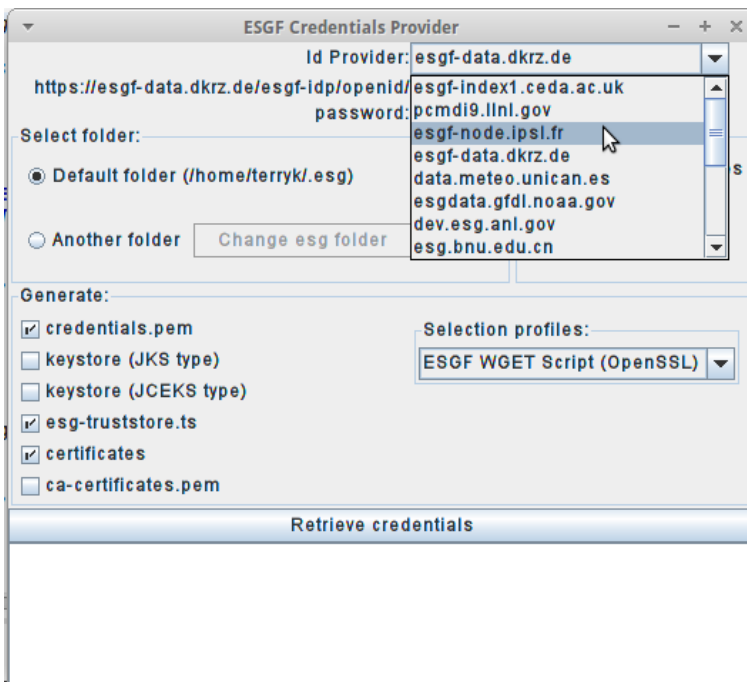 ESGF Credentials Provider
Id Provider: esgf-data.dkrz.de
https://esgf-data.dkrz.de/esgf-idp/openid/
password:
esgf-index1.ceda.ac.uk
pcmdi9.llnl.gov
esgf-node.ipsl.fr
esgf-data.dkrz.de
data.meteo.unican.es
esgdata.gfdl.noaa.gov
dev.esg.anl.gov
esg.bnu.edu.cn
Select folder:
Default folder (/home/terryk/.esg)
Another folder
Change esg folder
Generate:
credentials.pem
keystore (JKS type)
keystore (JCEKS type)
esg-truststore.ts
certificates
ca-certificates.pem
Selection profiles:
ESGF WGET Script (OpenSSL)
Retrieve credentials